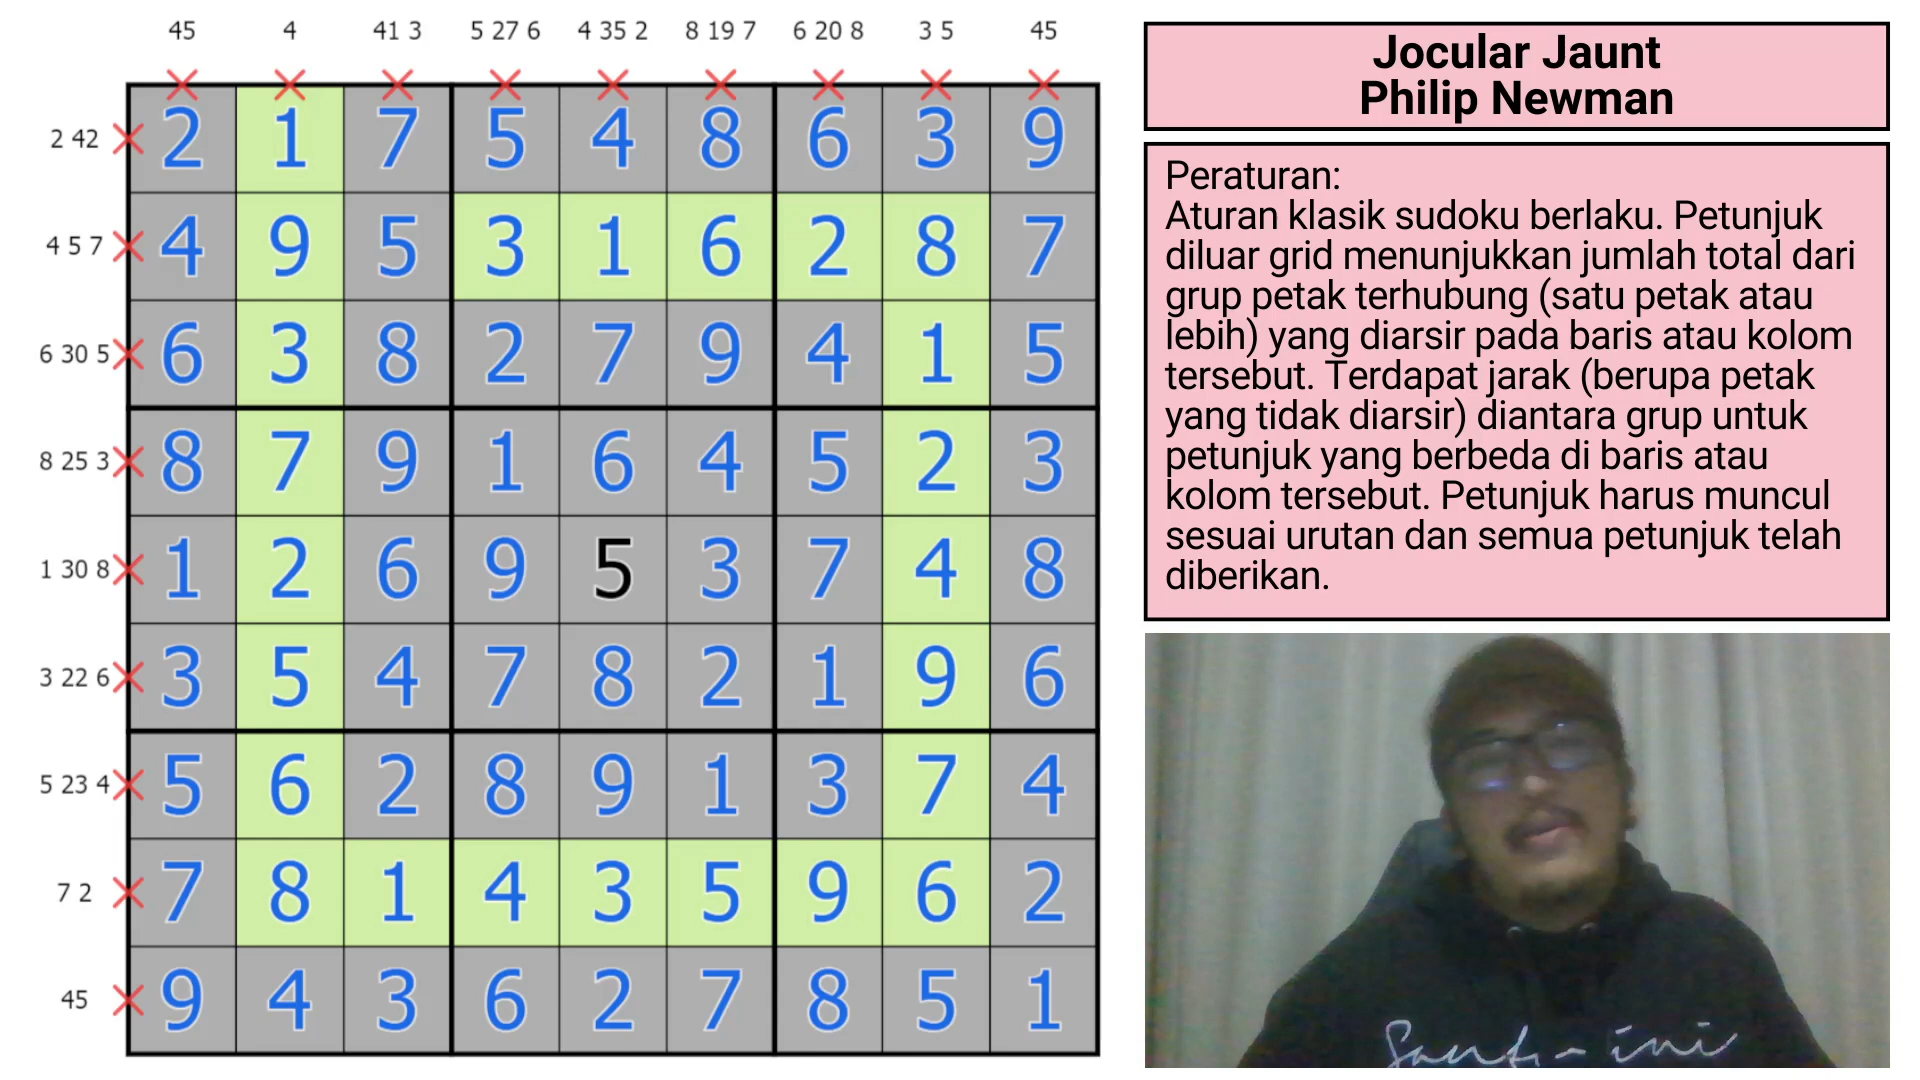 45 4 41 3 5 27 6 4 35 2 8 19 7 6 20 8 3 5 45
2 42 2 1 7 5 4 8 6 3 9
4 5 7 4 9 5 3 1 6 2 8 7
6 30 5 6 3 8 2 7 9 4 1 5
8 25 3 8 7 9 1 6 4 5 2 3
1 30 8 1 2 6 9 5 3 7 4 8
3 22 6 3 5 4 7 8 2 1 9 6
5 23 4 5 6 2 8 9 1 3 7 4
7 2 7 8 1 4 3 5 9 6 2
45 9 4 3 6 2 7 8 5 1
Jocular Jaunt
Philip Newman
Peraturan:
Aturan klasik sudoku berlaku. Petunjuk
diluar grid menunjukkan jumlah total dari
grup petak terhubung (satu petak atau
lebih) yang diarsir pada baris atau kolom
tersebut. Terdapat jarak (berupa petak
yang tidak diarsir) diantara grup untuk
petunjuk yang berbeda di baris atau
kolom tersebut. Petunjuk harus muncul
sesuai urutan dan semua petunjuk telah
diberikan.